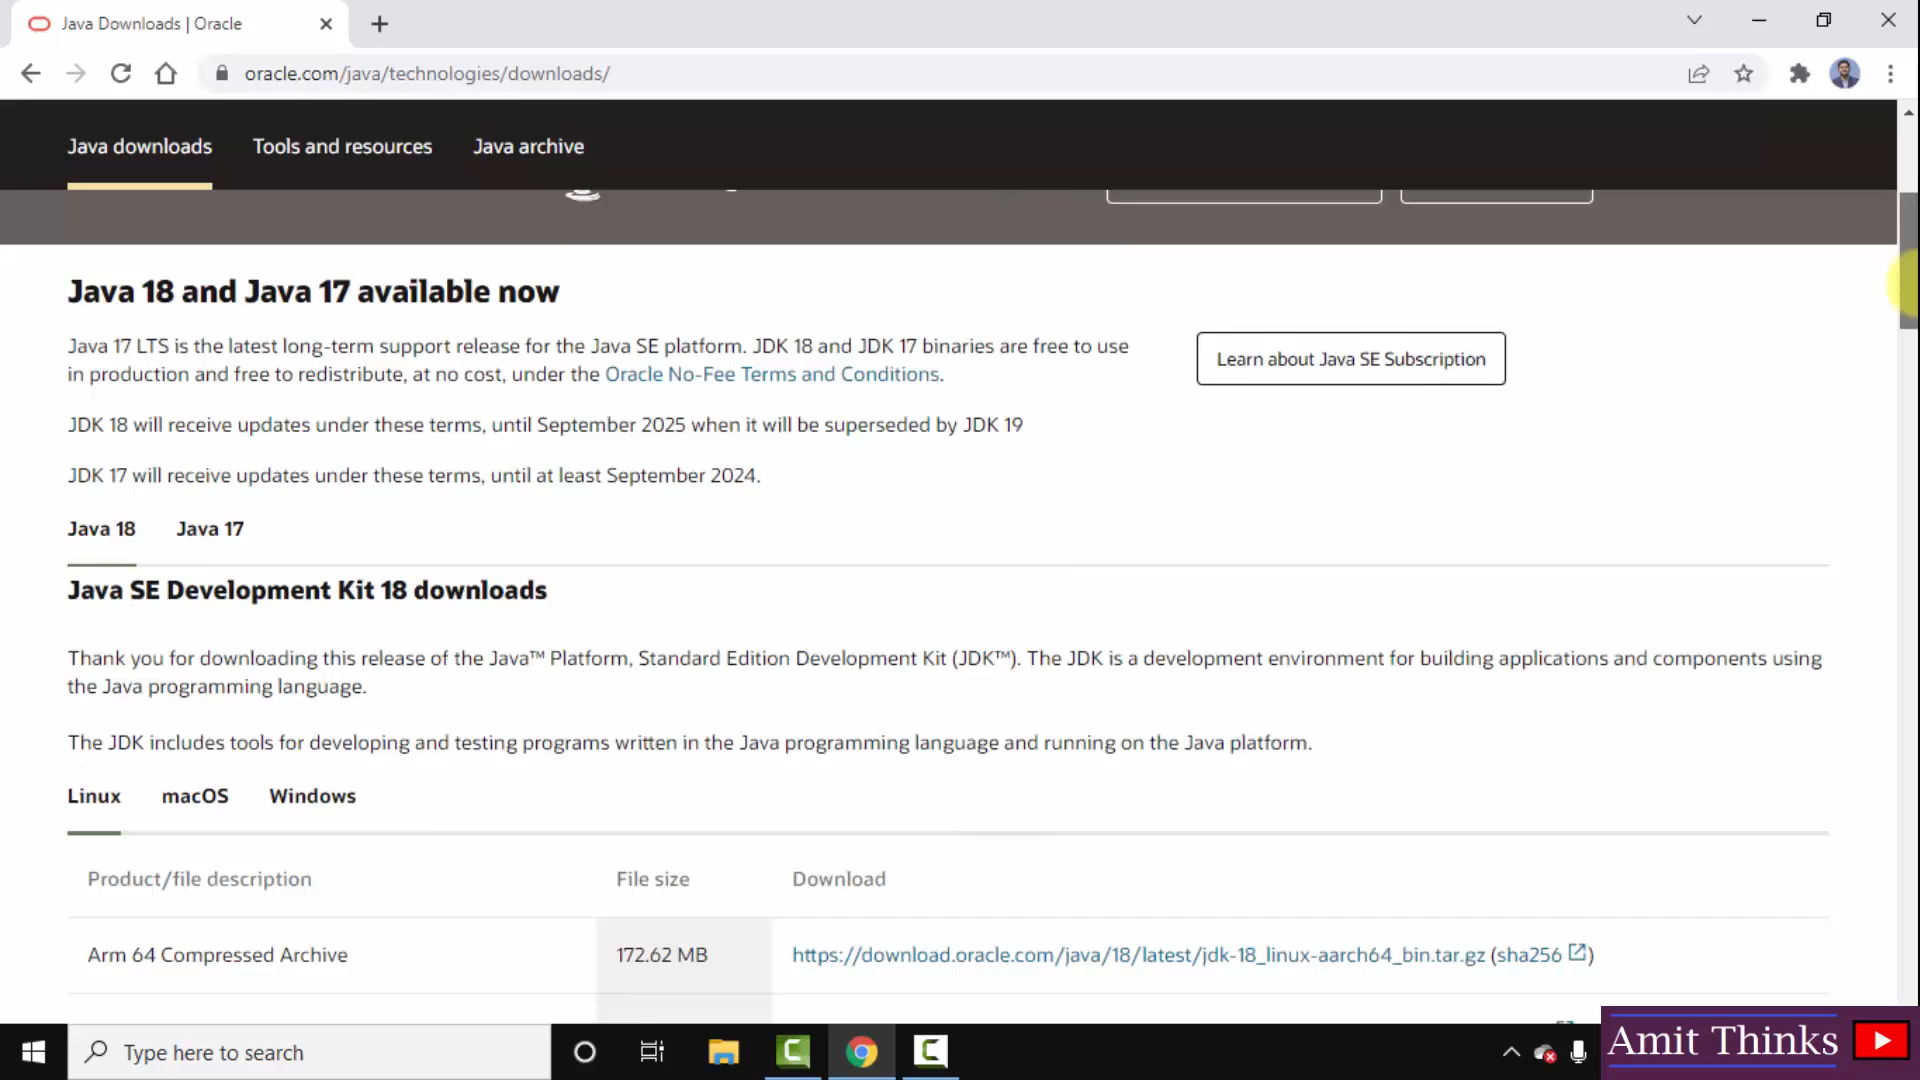 Java Downloads | Oracle
oracle.com/java/technologies/downloads/
Java downloads Tools and resources Java archive
Java 18 and Java 17 available now
Java 17 LTS is the latest long-term support release for the Java SE platform. JDK 18 and JDK 17 binaries are free to use
in production and free to redistribute, at no cost, under the Oracle No-Fee Terms and Conditions.
Learn about Java SE Subscription
JDK 18 will receive updates under these terms, until September 2025 when it will be superseded by JDK 19
JDK 17 will receive updates under these terms, until at least September 2024.
Java 18 Java 17
Java SE Development Kit 18 downloads
Thank you for downloading this release of the Java™ Platform, Standard Edition Development Kit (JDK™). The JDK is a development environment for building applications and components using
the Java programming language.
The JDK includes tools for developing and testing programs written in the Java programming language and running on the Java platform.
Linux macOS Windows
Product/file description File size Download
Arm 64 Compressed Archive 172.62 MB https://download.oracle.com/java/18/latest/jdk-18_linux-aarch64_bin.tar.gz (sha256)
Type here to search
Amit Thinks